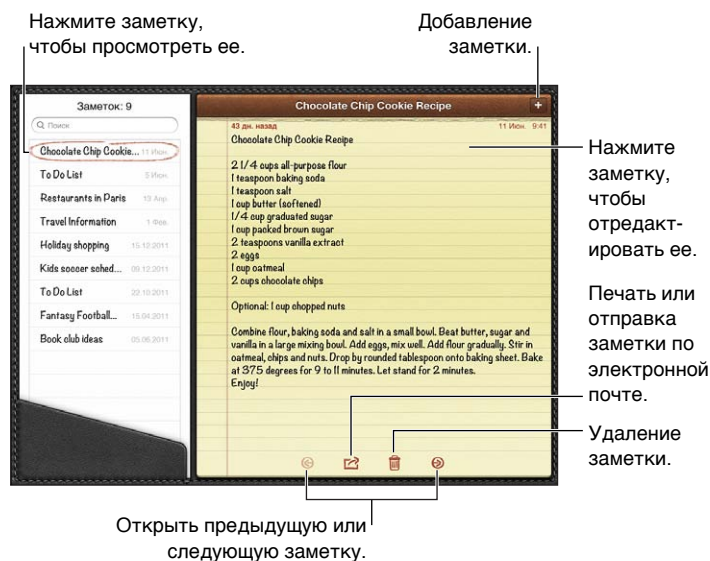 Нажмите заметку,
чтобы просмотреть ее.
Добавление
заметки.
Заметок: 9
Поиск
Chocolate Chip Cookie... 11 Июн.
To Do List 3 Июн.
Restaurants in Paris 13 Апр.
Travel Information 1 Фев.
Holiday shopping 15.12.2011
Kids soccer sched... 09.12.2011
To Do List 22.10.2011
Fantasy Football... 18.04.2011
Book club ideas 05.06.2011
Chocolate Chip Cookie Recipe
+
43 дн. назад 11 Июн. 9:41
Chocolate Chip Cookie Recipe
2 1/4 cups all-purpose flour
1 teaspoon baking soda
1 teaspoon salt
1 cup butter (softened)
1/4 cup graduated sugar
1 cup packed brown sugar
2 teaspoons vanilla extract
2 eggs
1 cup oatmeal
2 cups chocolate chips
Optional: 1 cup chopped nuts
Combine flour, baking soda and salt in a small bowl. Beat butter, sugar and
vanilla in a large mixing bowl. Add eggs, mix well. Add flour gradually. Stir in
oatmeal, chips and nuts. Drop by rounded tablespoon onto baking sheet. Bake
at 375 degrees for 9 to 11 minutes. Let stand for 2 minutes.
Enjoy!
Нажмите
заметку,
чтобы
отредакт-
ировать ее.
Печать или
отправка
заметки по
электронной
почте.
Удаление
заметки.
Открыть предыдущую или
следующую заметку.